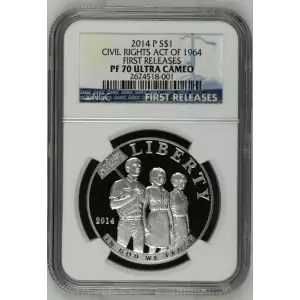 2014 P S$1
CIVIL RIGHTS ACT OF 1964
FIRST RELEASES
PF 70 ULTRA CAMEO
2624518-001
NGC
FIRST RELEASES
LIBERTY
2014
IN GOD WE TRUST